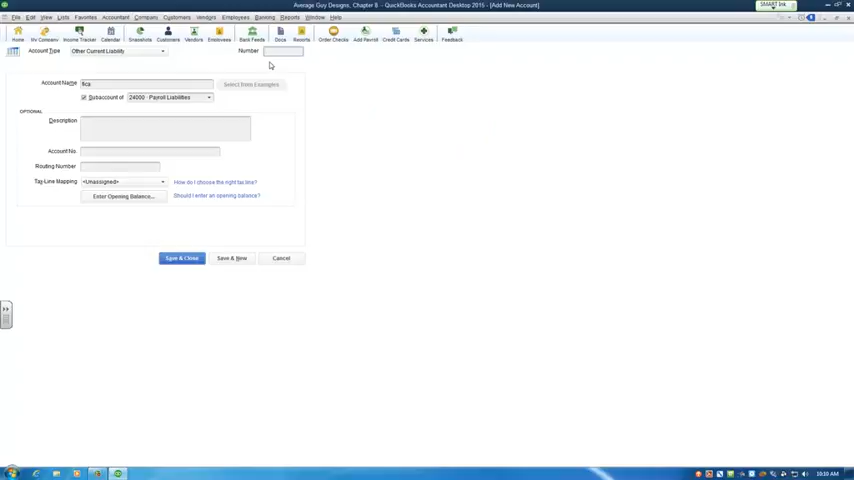 Average Guy Designs, Chapter 8 - QuickBooks Accountant Desktop 2015 - [Add New Account]
SMART Ink
File Edit View Lists Favorites Accountant Company Customers Vendors Employees Banking Reports Window Help
Home My Company Income Tracker Calendar Snapshots Customers Vendors Employees Bank Feeds Docs Reports Order Checks Add Payroll Credit Cards Services Feedback
Account Type Other Current Liability Number
Account Name fica Select from Examples
Subaccount of 24000 · Payroll Liabilities
OPTIONAL
Description
Account No.
Routing Number
Tax-Line Mapping <Unassigned> How do I choose the right tax line?
Enter Opening Balance... Should I enter an opening balance?
Save & Close Save & New Cancel
10:10 AM